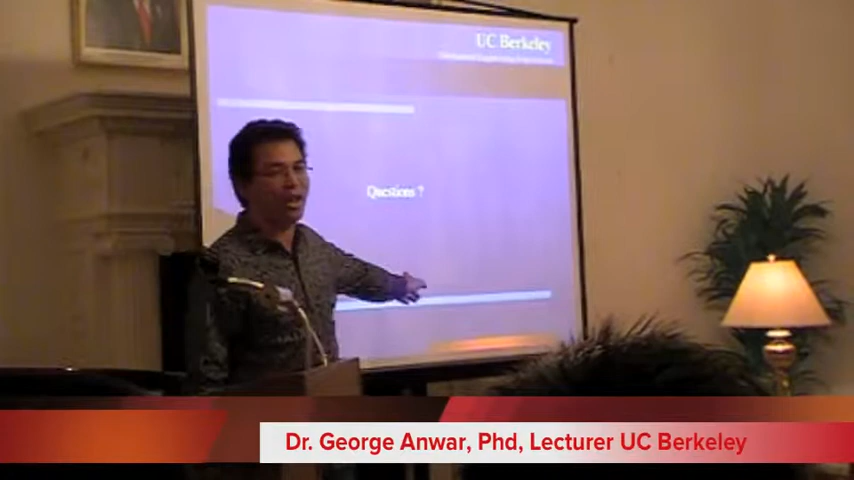 UC Berkeley
Questions ?
Dr. George Anwar, Phd, Lecturer UC Berkeley